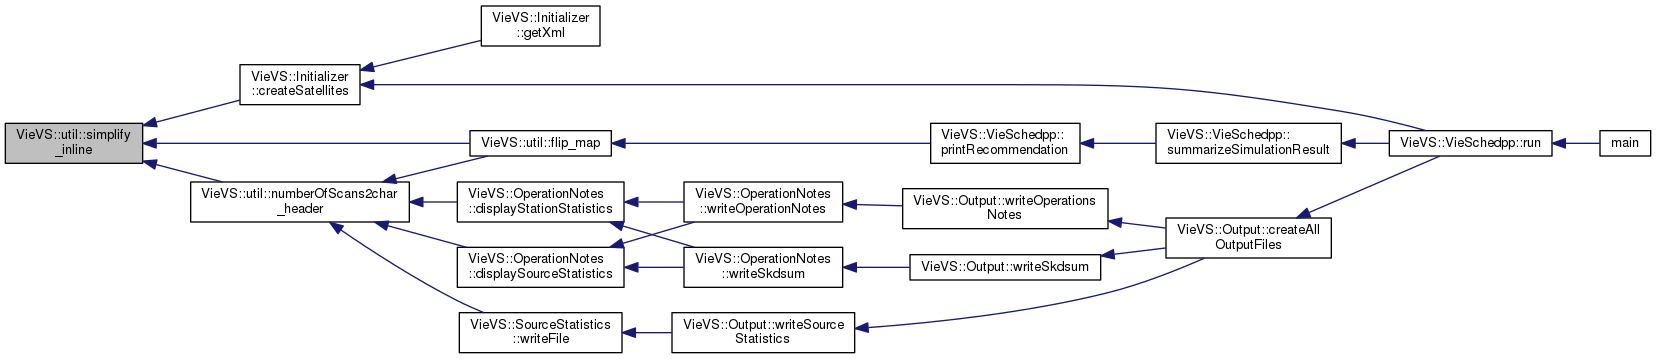 VieVS::util::simplify
_inline
VieVS::Initializer
::createSatellites
VieVS::Initializer
::getXml
VieVS::util::flip_map
VieVS::VieSchedpp::
printRecommendation
VieVS::VieSchedpp::
summarizeSimulationResult
VieVS::VieSchedpp::run
main
VieVS::util::numberOfScans2char
_header
VieVS::OperationNotes
::displayStationStatistics
VieVS::OperationNotes
::writeOperationNotes
VieVS::Output::writeOperations
Notes
VieVS::Output::createAll
OutputFiles
VieVS::OperationNotes
::displaySourceStatistics
VieVS::OperationNotes
::writeSkdsum
VieVS::Output::writeSkdsum
VieVS::SourceStatistics
::writeFile
VieVS::Output::writeSource
Statistics